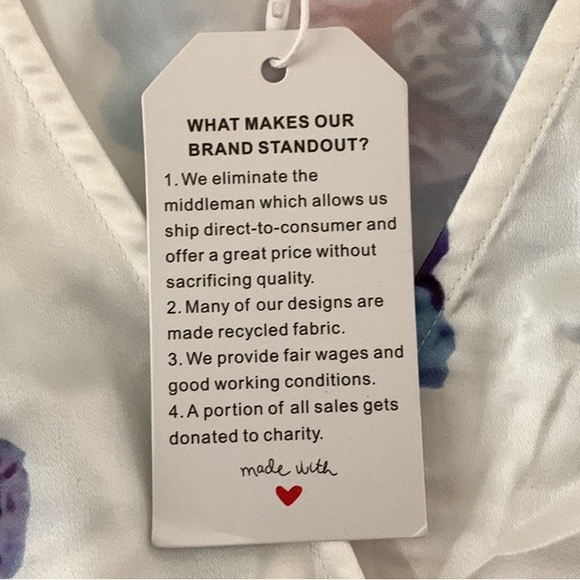 WHAT MAKES OUR
BRAND STANDOUT?
1. We eliminate the
middleman which allows us
ship direct-to-consumer and
offer a great price without
sacrificing quality.
2. Many of our designs are
made recycled fabric.
3. We provide fair wages and
good working conditions.
4. A portion of all sales gets
donated to charity.
made with